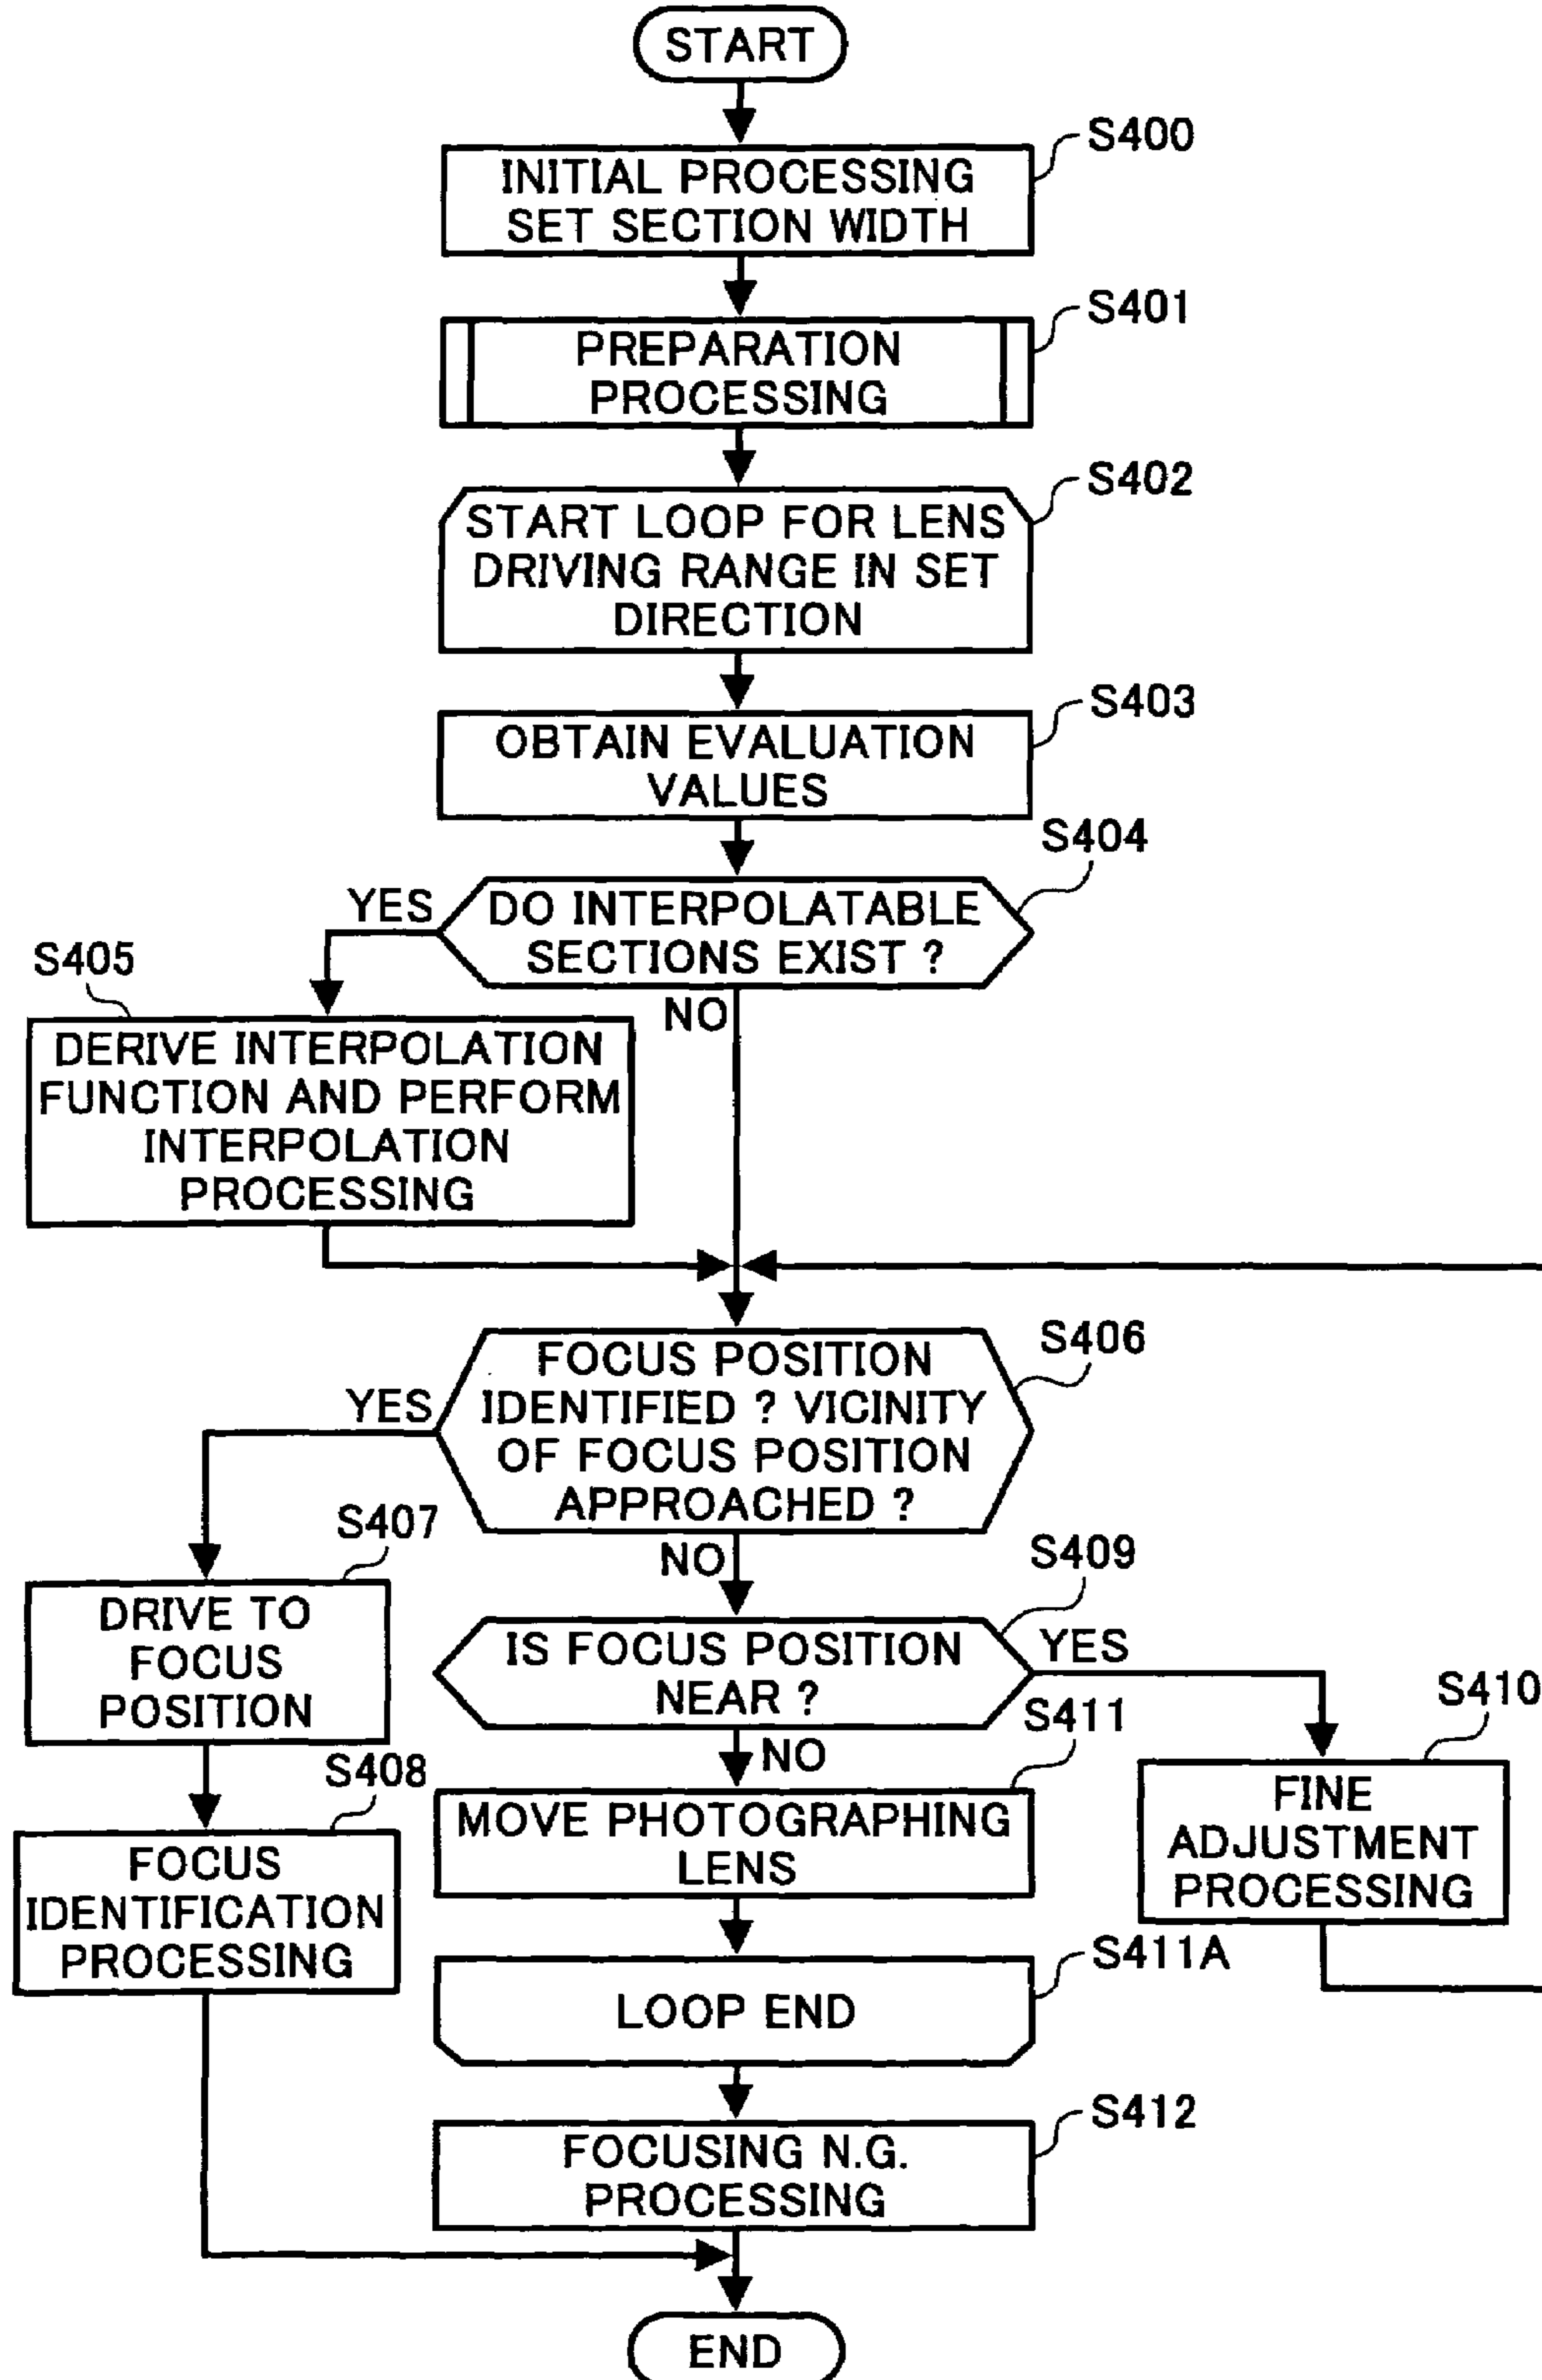 START
S400
INITIAL PROCESSING
SET SECTION WIDTH
S401
PREPARATION
PROCESSING
S402
START LOOP FOR LENS
DRIVING RANGE IN SET
DIRECTION
S403
OBTAIN EVALUATION
VALUES
S404
YES
DO INTERPOLATABLE
SECTIONS EXIST ?
NO
S405
DERIVE INTERPOLATION
FUNCTION AND PERFORM
INTERPOLATION
PROCESSING
S406
YES
FOCUS POSITION
IDENTIFIED ? VICINITY
OF FOCUS POSITION
APPROACHED ?
NO
S407
DRIVE TO
FOCUS
POSITION
S408
FOCUS
IDENTIFICATION
PROCESSING
S409
IS FOCUS POSITION
NEAR ?
YES
NO
S410
FINE
ADJUSTMENT
PROCESSING
S411
MOVE PHOTOGRAPHING
LENS
S411A
LOOP END
S412
FOCUSING N.G.
PROCESSING
END